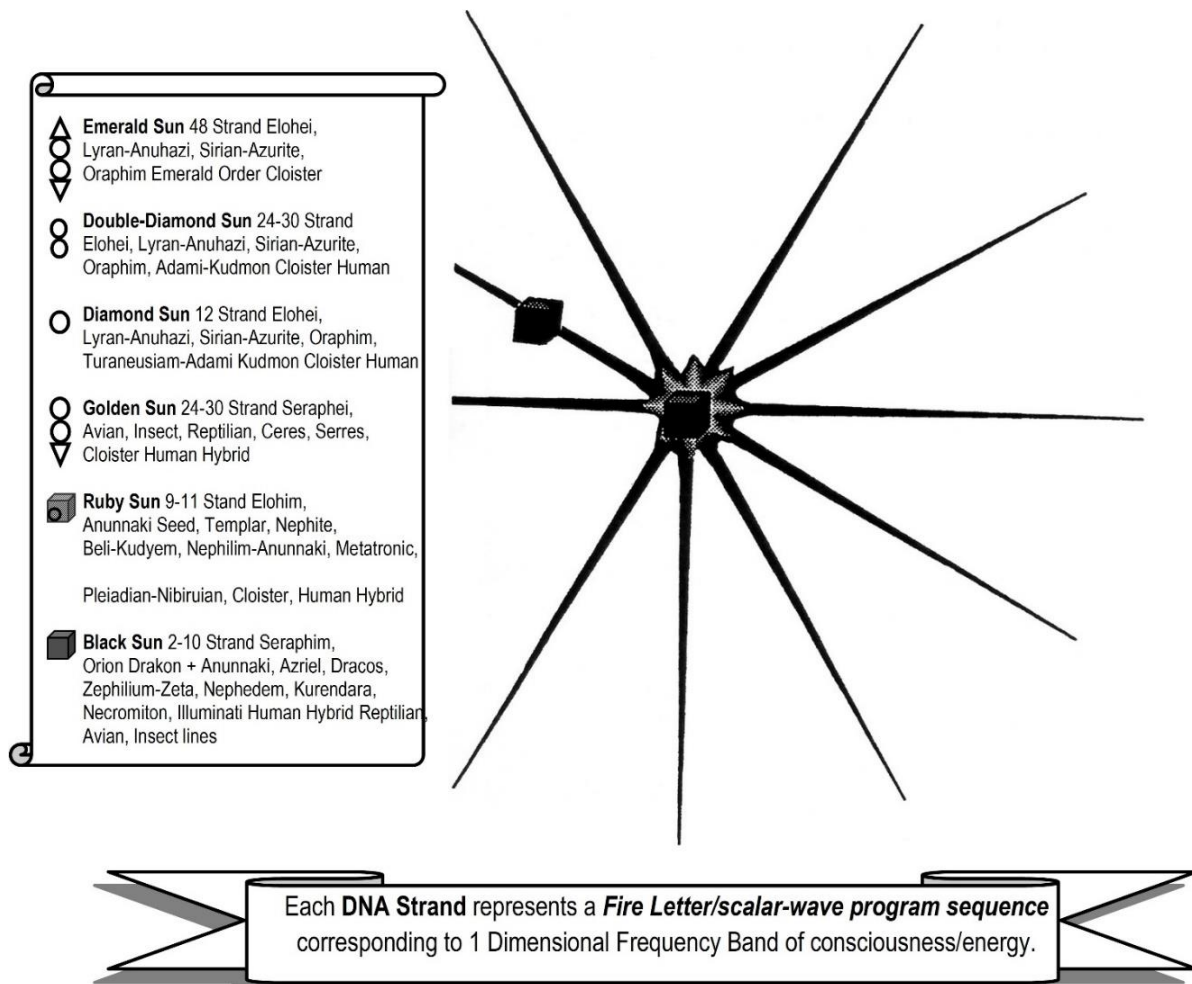 Emerald Sun 48 Strand Elohei,
Lyran-Anuhazi, Sirian-Azurite,
Oraphim Emerald Order Cloister
Double-Diamond Sun 24-30 Strand
Elohei, Lyran-Anuhazi, Sirian-Azurite,
Oraphim, Adami-Kudmon Cloister Human
Diamond Sun 12 Strand Elohei,
Lyran-Anuhazi, Sirian-Azurite, Oraphim,
Turaneusiam-Adami Kudmon Cloister Human
Golden Sun 24-30 Strand Seraphei,
Avian, Insect, Reptilian, Ceres, Serres,
Cloister Human Hybrid
Ruby Sun 9-11 Stand Elohim,
Anunnaki Seed, Templar, Nephite,
Beli-Kudyem, Nephilim-Anunnaki, Metatronic,
Pleiadian-Nibiruian, Cloister, Human Hybrid
Black Sun 2-10 Strand Seraphim,
Orion Drakon + Anunnaki, Azriel, Dracos,
Zephilium-Zeta, Nephedem, Kurendara,
Necromiton, Illuminati Human Hybrid Reptilian,
Avian, Insect lines
Each DNA Strand represents a Fire Letter/scalar-wave program sequence
corresponding to 1 Dimensional Frequency Band of consciousness/energy.